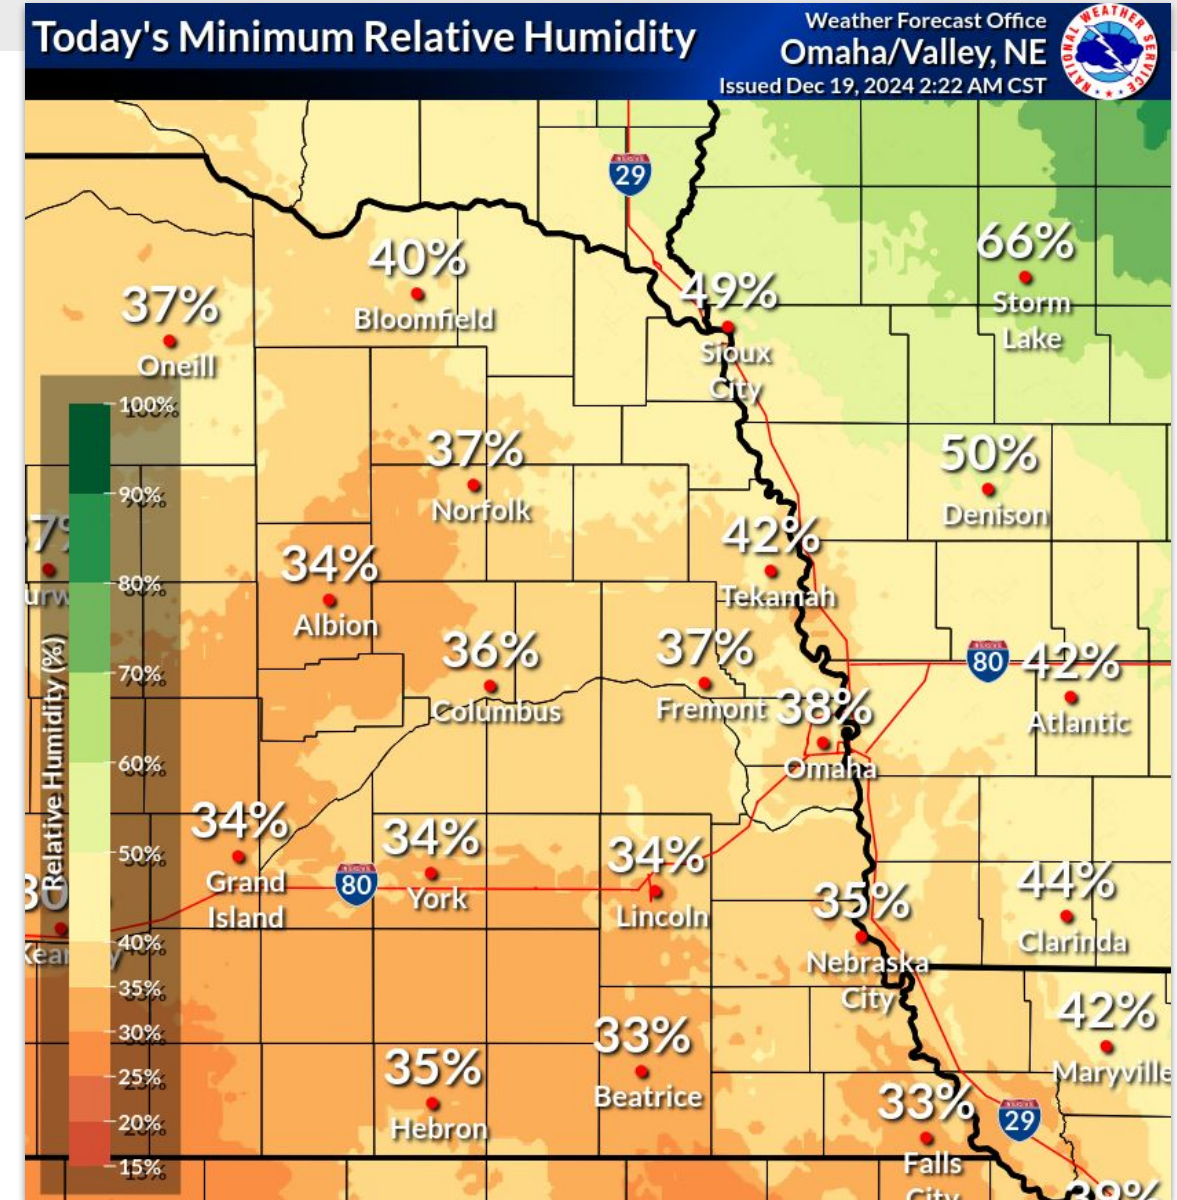 Today's Minimum Relative Humidity
Weather Forecast Office
Omaha/Valley, NE
Issued Dec 19, 2024 2:22 AM CST
NATIONAL WEATHER SERVICE
29
66%
Storm
Lake
40%
Bloomfield
49%
Sioux
City
37%
Oneill
37%
Norfolk
50%
Denison
42%
Tekamah
34%
Albion
36%
Columbus
37%
Fremont
38%
Omaha
80
42%
Atlantic
34%
Grand
Island
80
34%
York
34%
Lincoln
35%
Nebraska
City
44%
Clarinda
42%
Maryville
35%
Hebron
33%
Beatrice
33%
Falls
City
29
Relative Humidity (%)
100%
90%
80%
70%
60%
50%
40%
35%
30%
25%
20%
15%